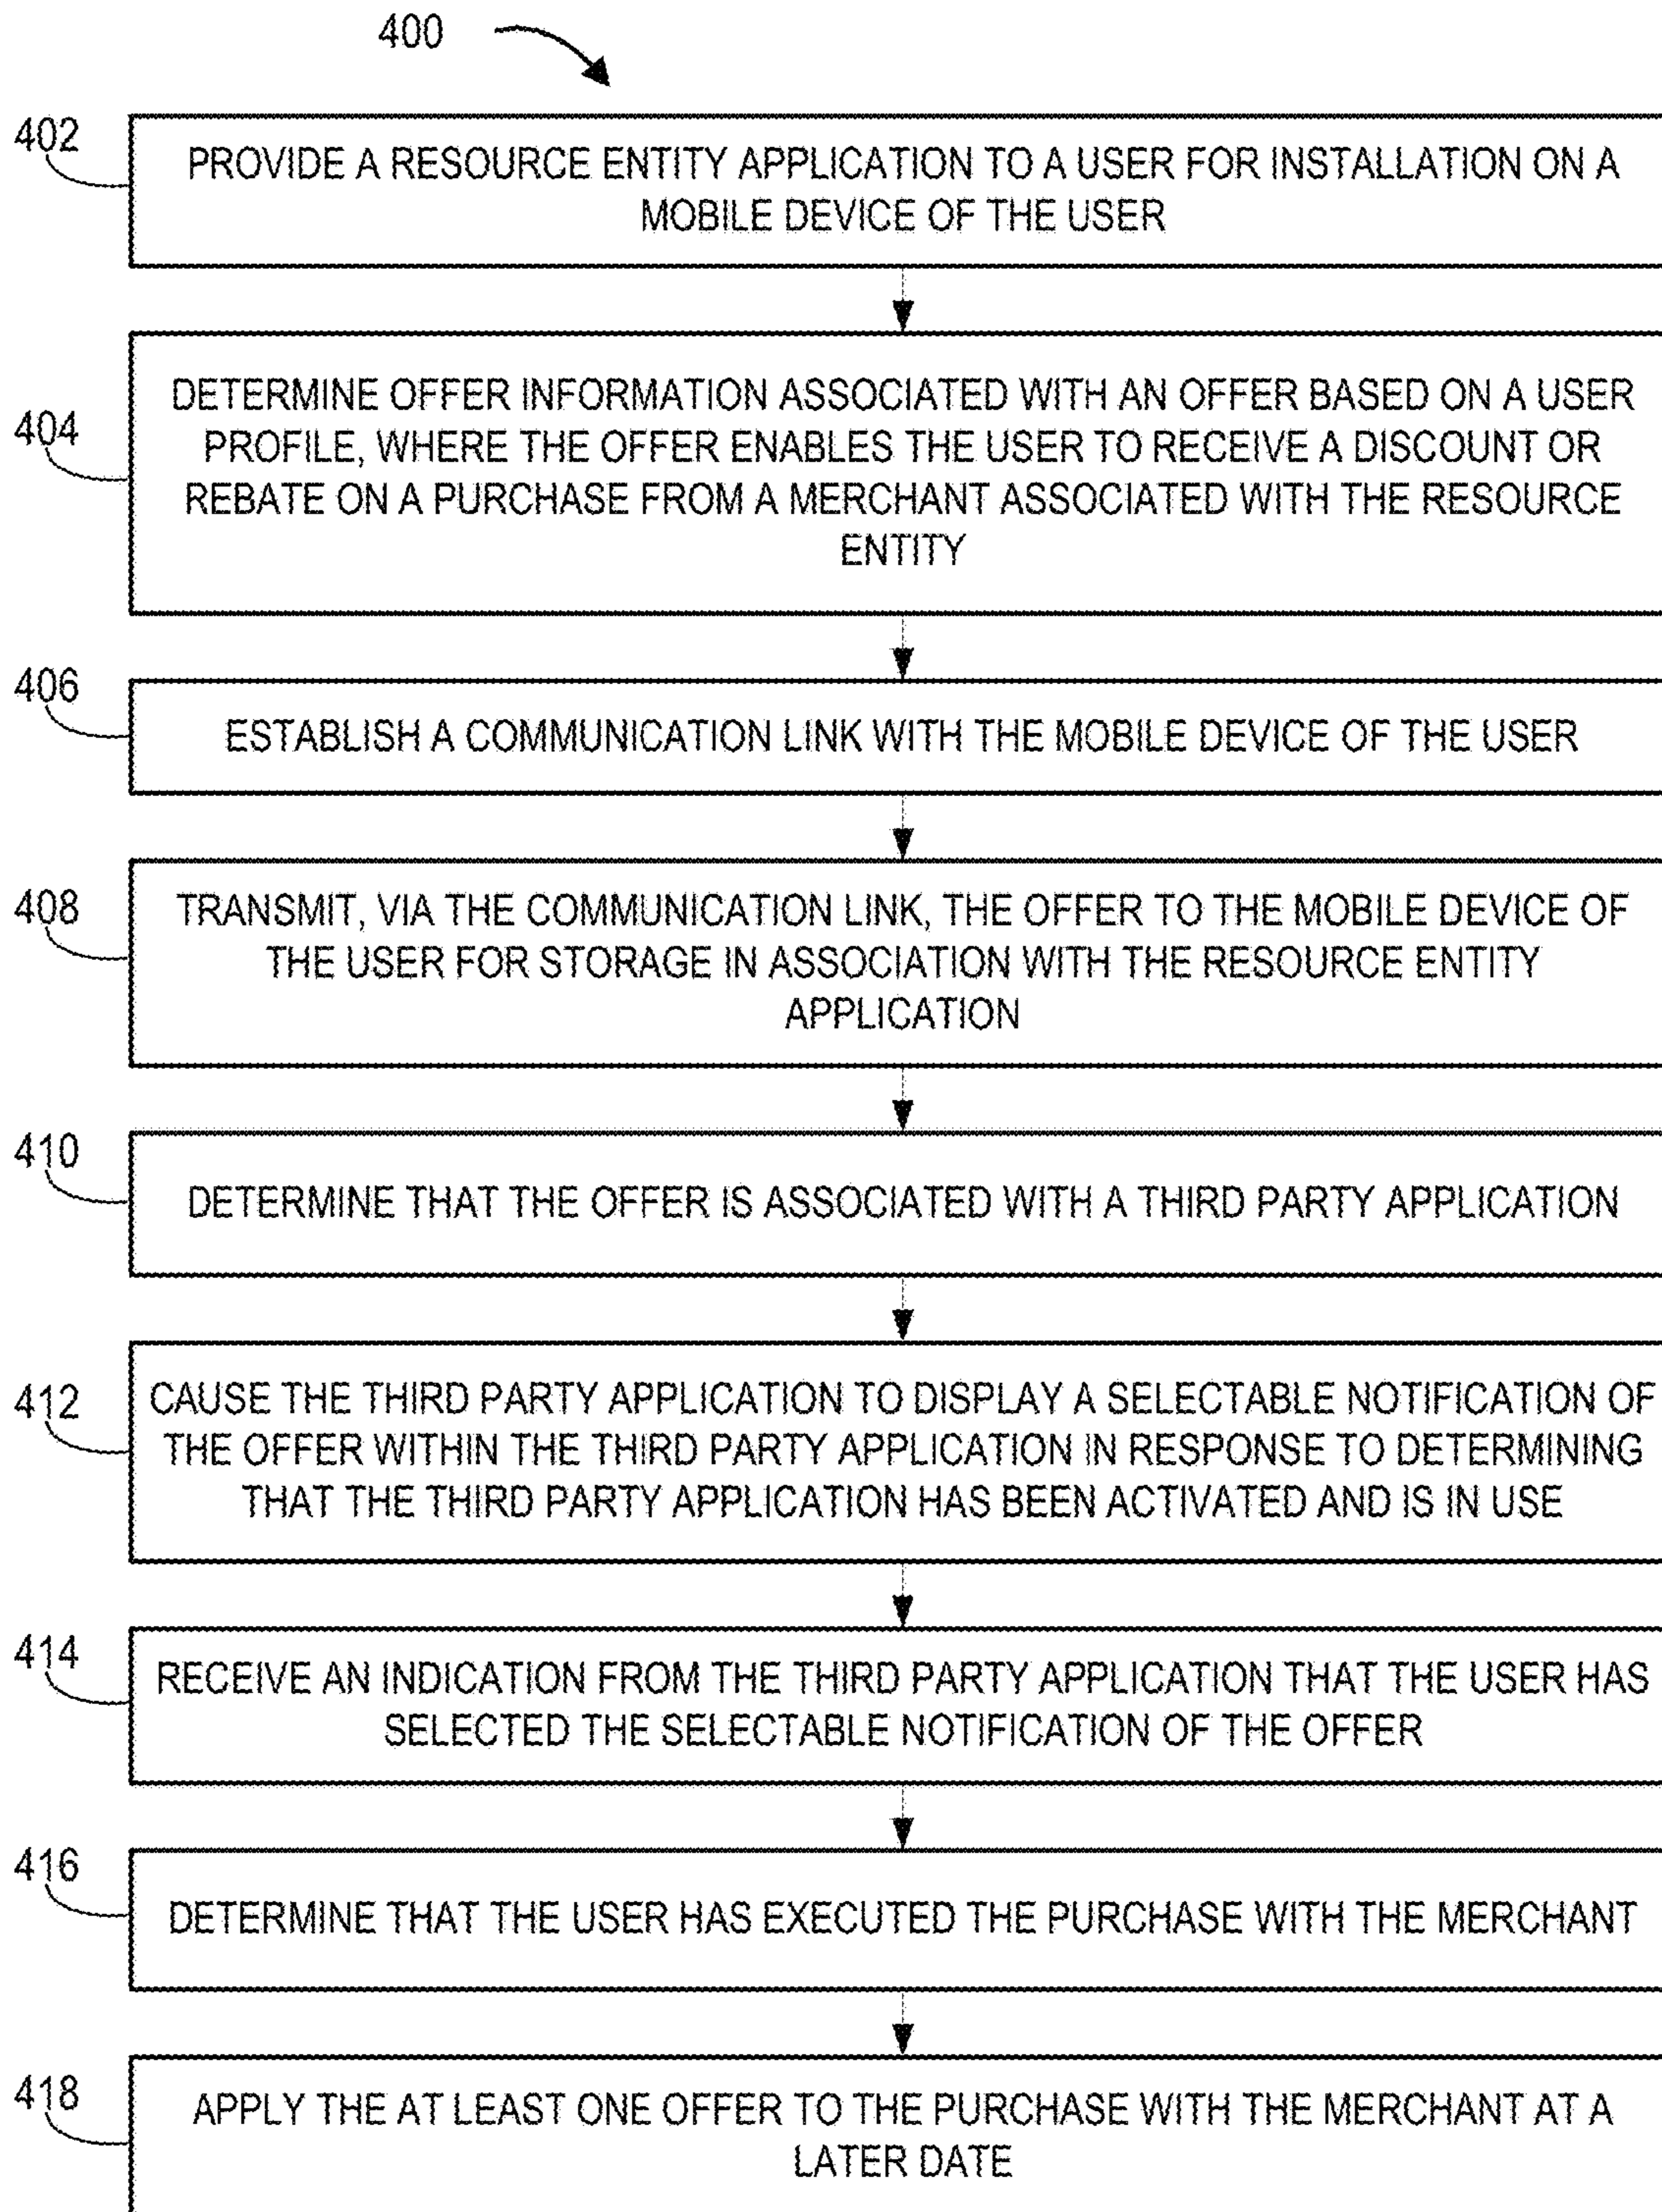 400
402
PROVIDE A RESOURCE ENTITY APPLICATION TO A USER FOR INSTALLATION ON A
MOBILE DEVICE OF THE USER
404
DETERMINE OFFER INFORMATION ASSOCIATED WITH AN OFFER BASED ON A USER
PROFILE, WHERE THE OFFER ENABLES THE USER TO RECEIVE A DISCOUNT OR
REBATE ON A PURCHASE FROM A MERCHANT ASSOCIATED WITH THE RESOURCE
ENTITY
406
ESTABLISH A COMMUNICATION LINK WITH THE MOBILE DEVICE OF THE USER
408
TRANSMIT, VIA THE COMMUNICATION LINK, THE OFFER TO THE MOBILE DEVICE OF
THE USER FOR STORAGE IN ASSOCIATION WITH THE RESOURCE ENTITY
APPLICATION
410
DETERMINE THAT THE OFFER IS ASSOCIATED WITH A THIRD PARTY APPLICATION
412
CAUSE THE THIRD PARTY APPLICATION TO DISPLAY A SELECTABLE NOTIFICATION OF
THE OFFER WITHIN THE THIRD PARTY APPLICATION IN RESPONSE TO DETERMINING
THAT THE THIRD PARTY APPLICATION HAS BEEN ACTIVATED AND IS IN USE
414
RECEIVE AN INDICATION FROM THE THIRD PARTY APPLICATION THAT THE USER HAS
SELECTED THE SELECTABLE NOTIFICATION OF THE OFFER
416
DETERMINE THAT THE USER HAS EXECUTED THE PURCHASE WITH THE MERCHANT
418
APPLY THE AT LEAST ONE OFFER TO THE PURCHASE WITH THE MERCHANT AT A
LATER DATE